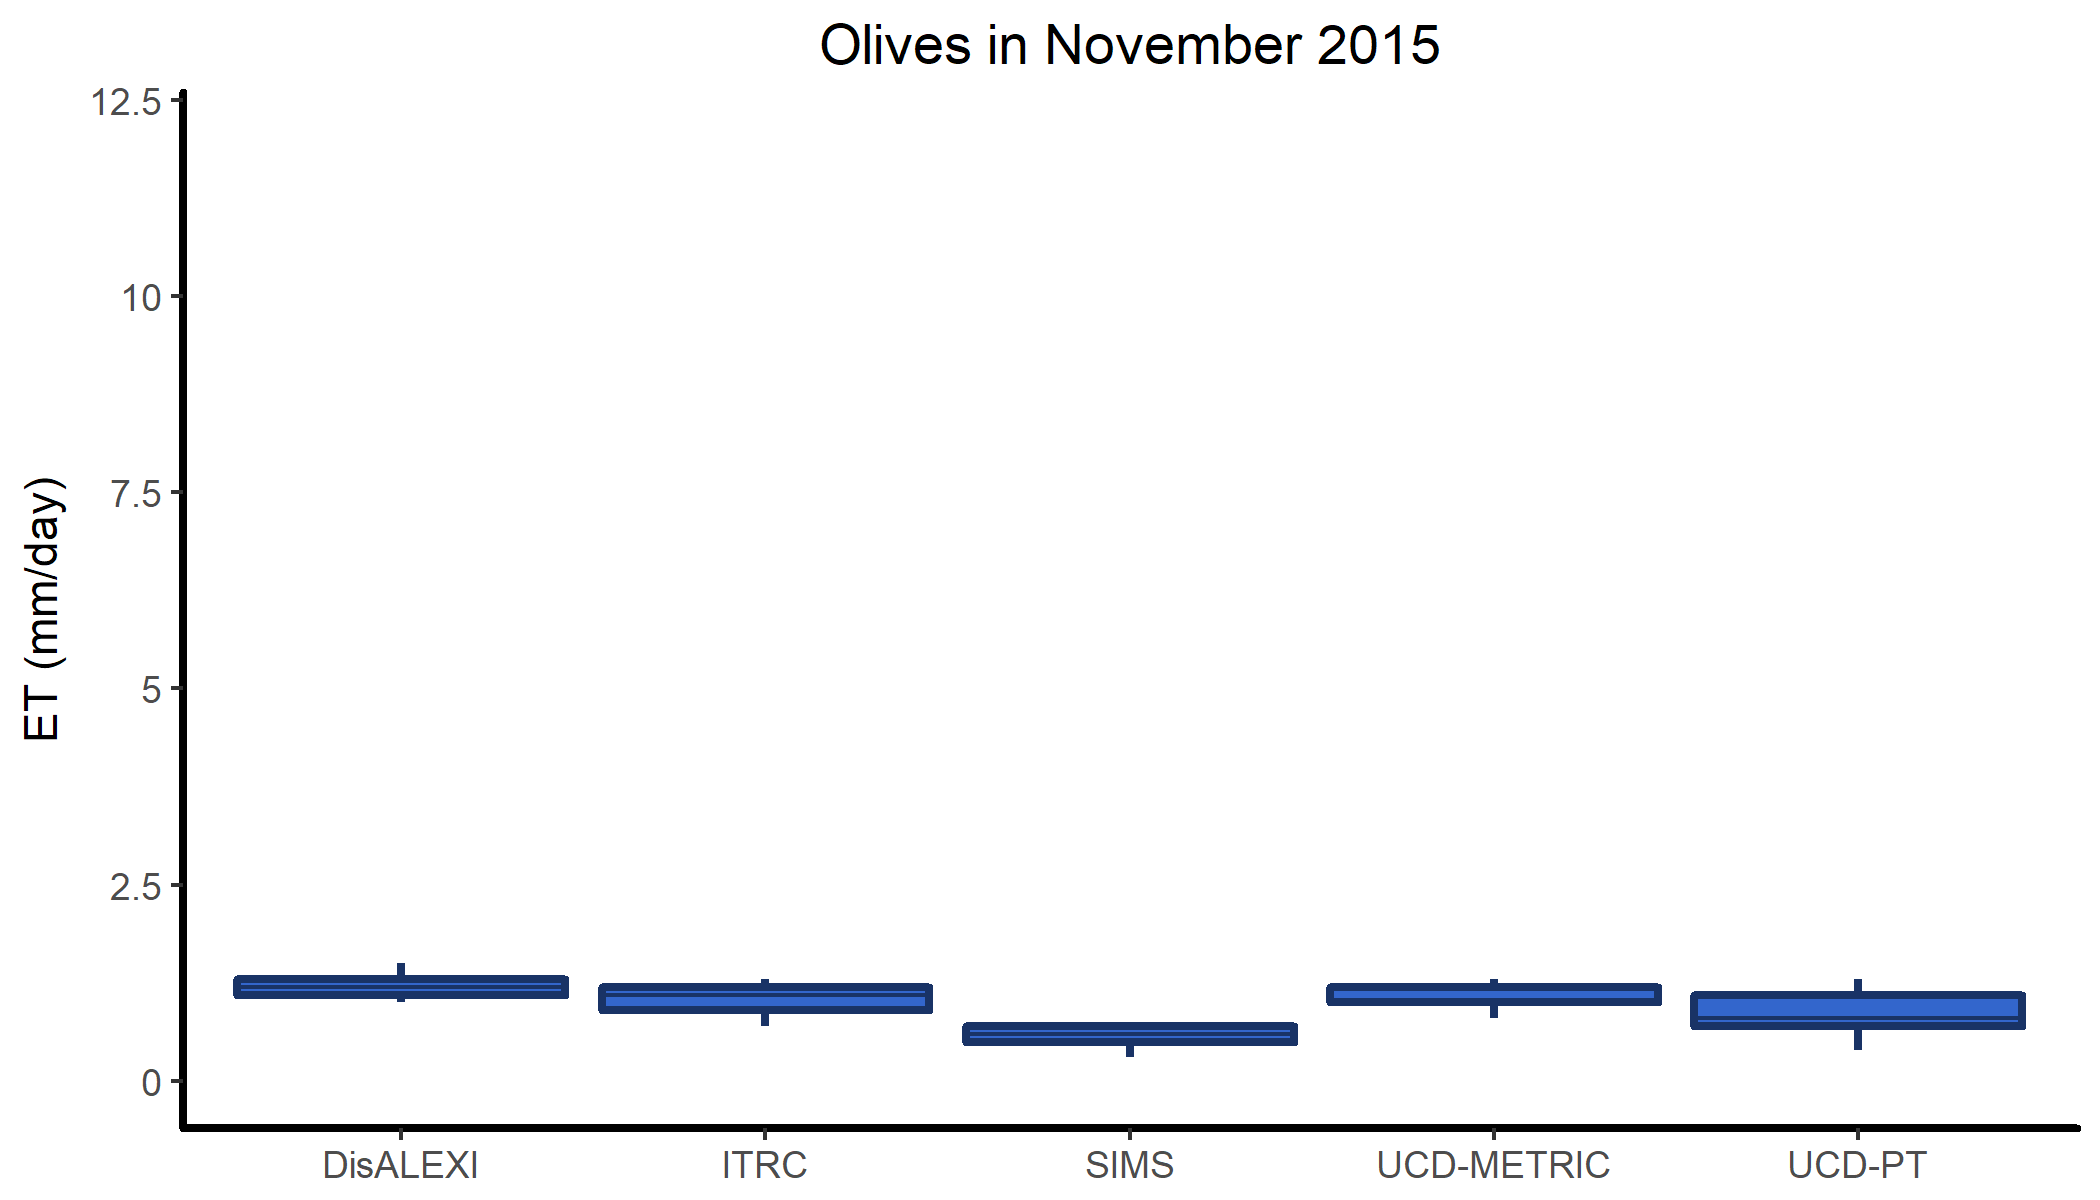 Olives in November 2015
12.5
10
7.5
5
2.5
0
ET (mm/day)
DisALEXI ITRC SIMS UCD-METRIC UCD-PT